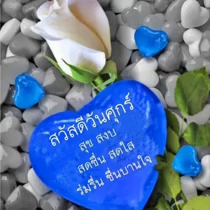 สวัสดีวันศุกร์
สุข สงบ
สดชื่น สดใส
ร่มรื่น ชื่นบานใจ